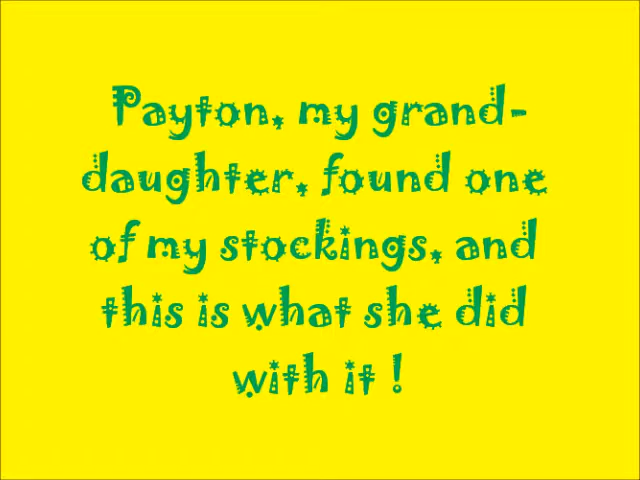 Payton, my grand-
daughter, found one
of my stockings, and
this is what she did
with it !